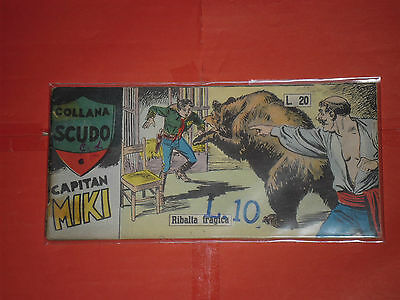 COLLANA
SCUDO
CAPITAN
MIKI
L. 20
Ribalta tragica
L. 10